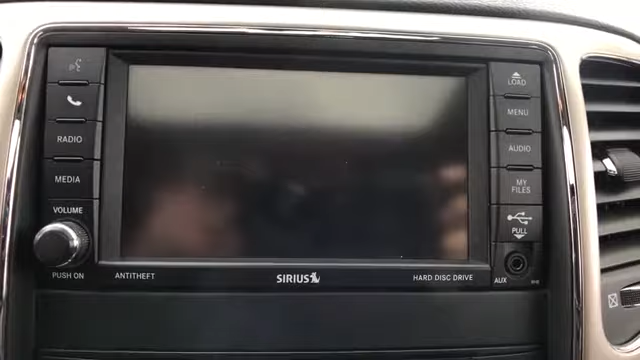 RADIO
MEDIA
VOLUME
PUSH ON
ANTITHEFT
SIRIUS
HARD DISC DRIVE
LOAD
MENU
AUDIO
MY
FILES
PULL
AUX